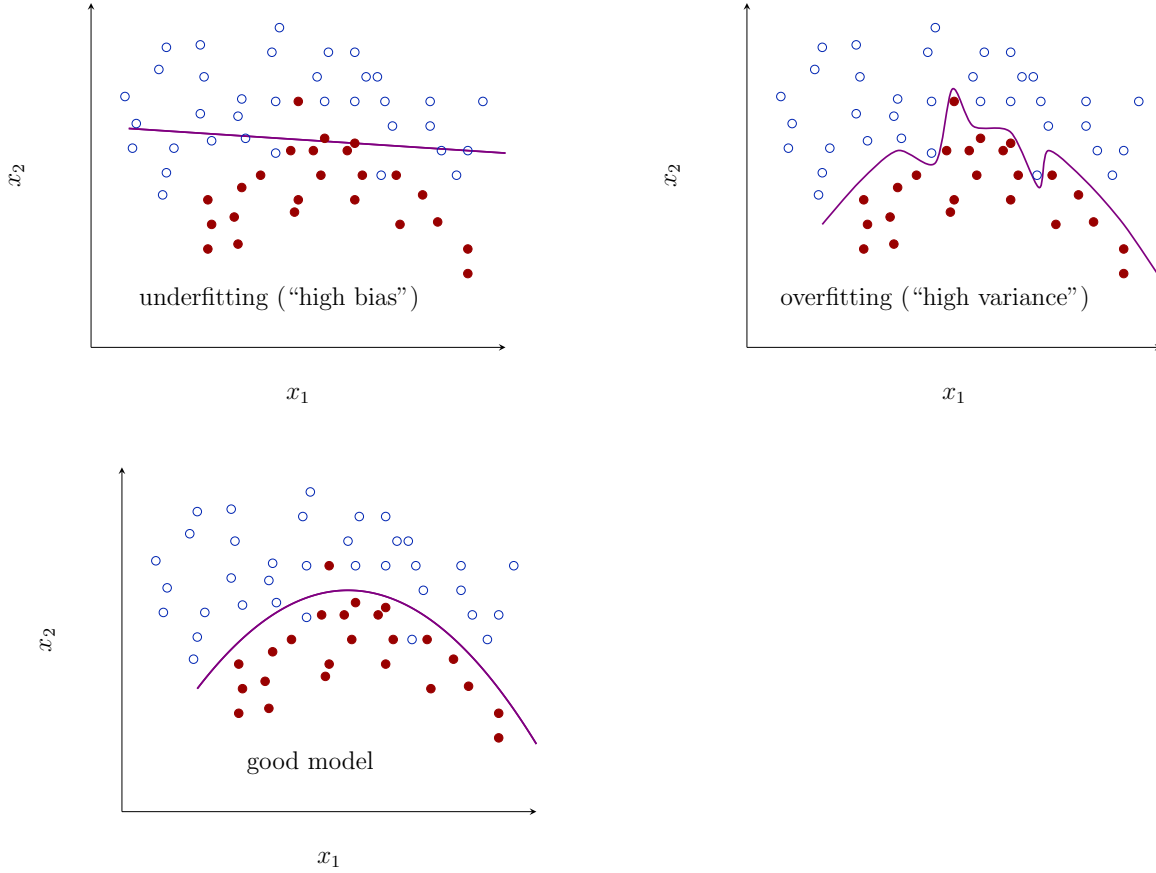 x₂
underfitting (“high bias”)
x₁
x₂
overfitting (“high variance”)
x₁
x₂
good model
x₁